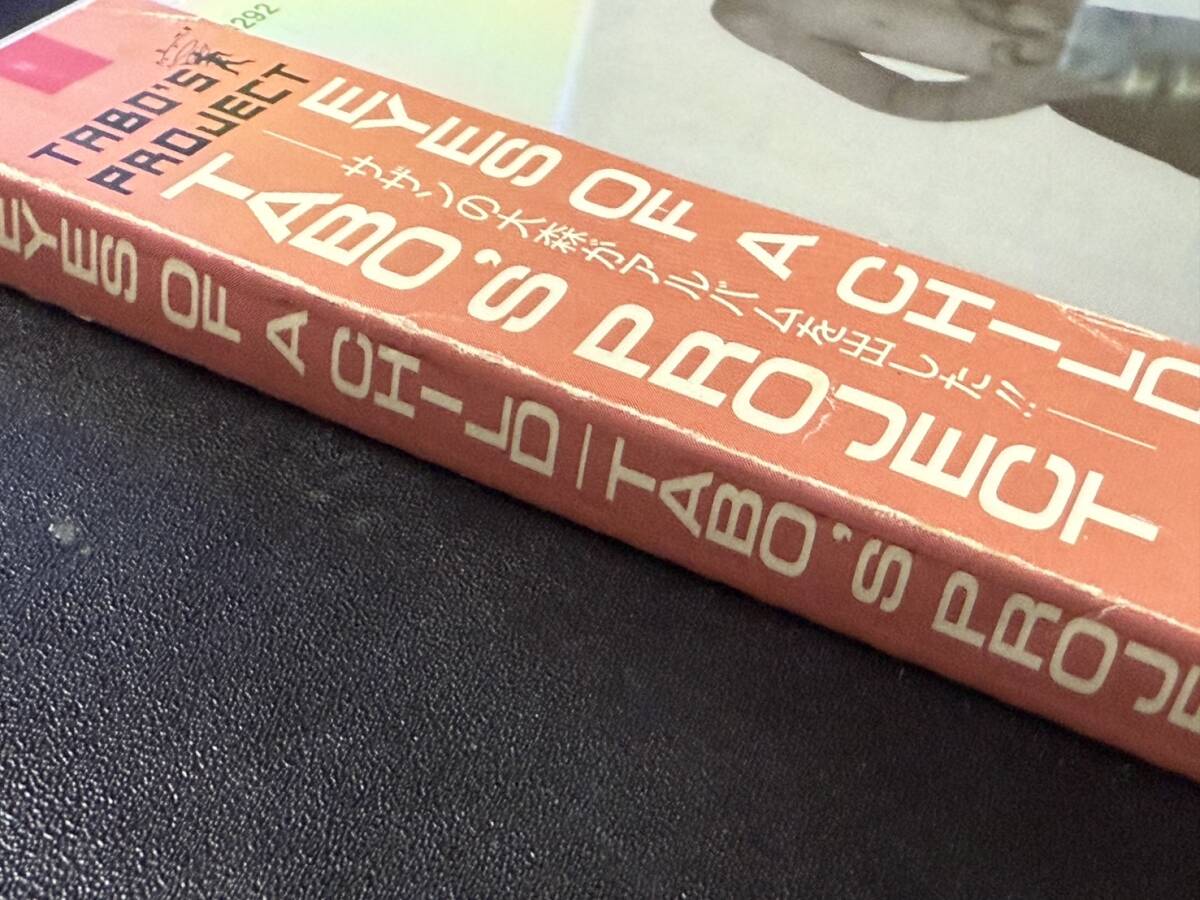 292
TABO'S
PROJECT
EYES OF A CHILD
—サザンの大森がアルバムを出した!!—
TABO'S PROJECT
EYES OF A CHILD—TABO'S PROJE